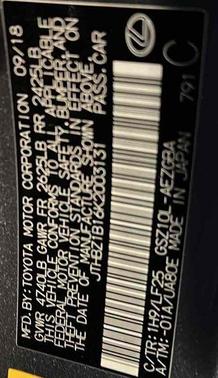 MFD. BY: TOYOTA MOTOR CORPORATION 09/18
GVWR 4740LB GAWR FR 2625LB RR 2425LB
THIS VEHICLE CONFORMS TO ALL APPLICABLE
FEDERAL MOTOR VEHICLE SAFETY, BUMPER, AND
THEFT PREVENTION STANDARDS IN EFFECT ON
THE DATE OF MANUFACTURE SHOWN ABOVE.
JTHBZ1B16K2003131 PASS. CAR
C/TR: 1H9/LF25 GSZ10L-AEZGBA
A/TM: -01A/UA80E MADE IN JAPAN 791 C